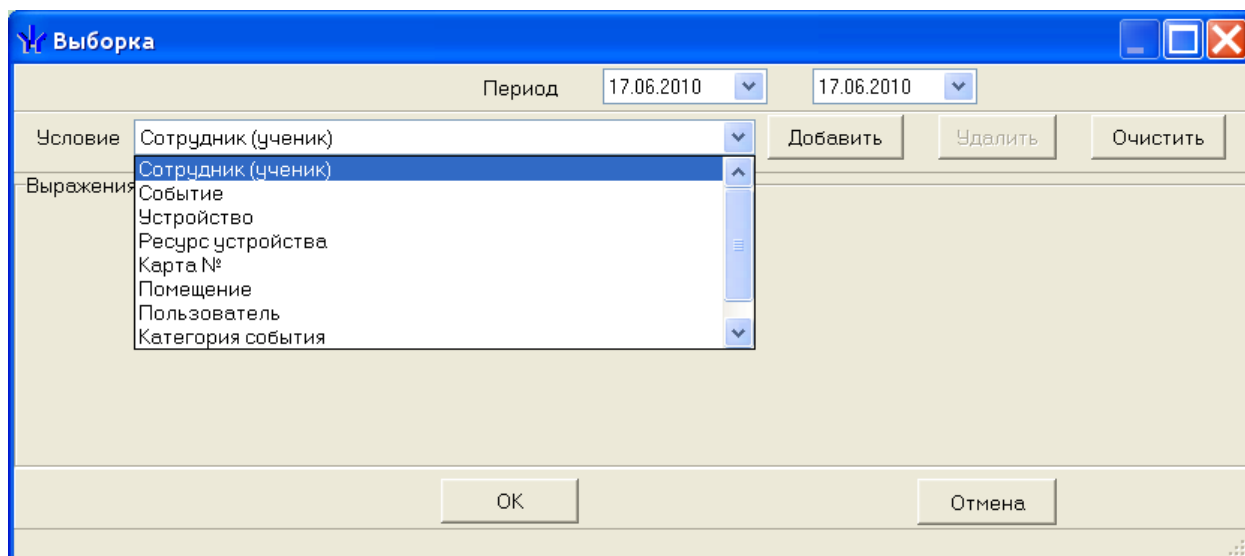 Выборка
Период 17.06.2010 17.06.2010
Условие Сотрудник (ученик) Добавить Удалить Очистить
Сотрудник (ученик)
Выражения
Событие
Устройство
Ресурс устройства
Карта №
Помещение
Пользователь
Категория события
OK Отмена